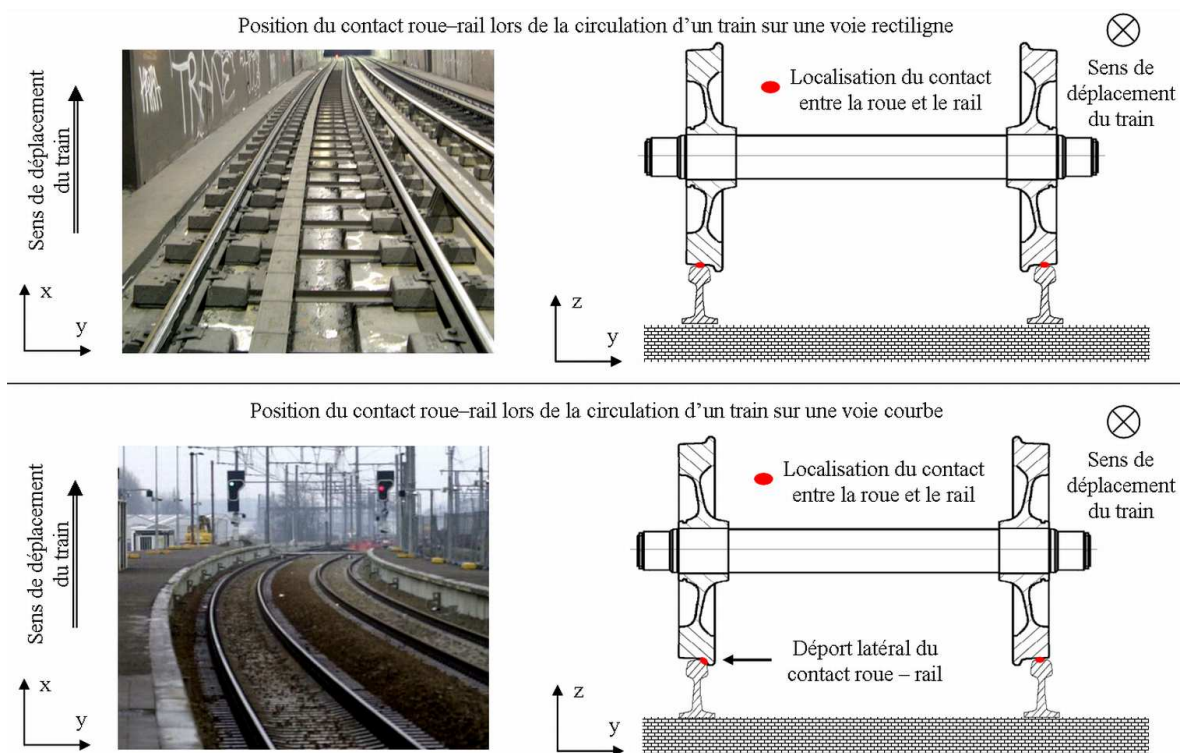 Position du contact roue–rail lors de la circulation d'un train sur une voie rectiligne
Sens de déplacement
du train
x
y
Localisation du contact
entre la roue et le rail
Sens de
déplacement
du train
z
y
Position du contact roue–rail lors de la circulation d'un train sur une voie courbe
Sens de déplacement
du train
x
y
Localisation du contact
entre la roue et le rail
Sens de
déplacement
du train
Déport latéral du
contact roue – rail
z
y